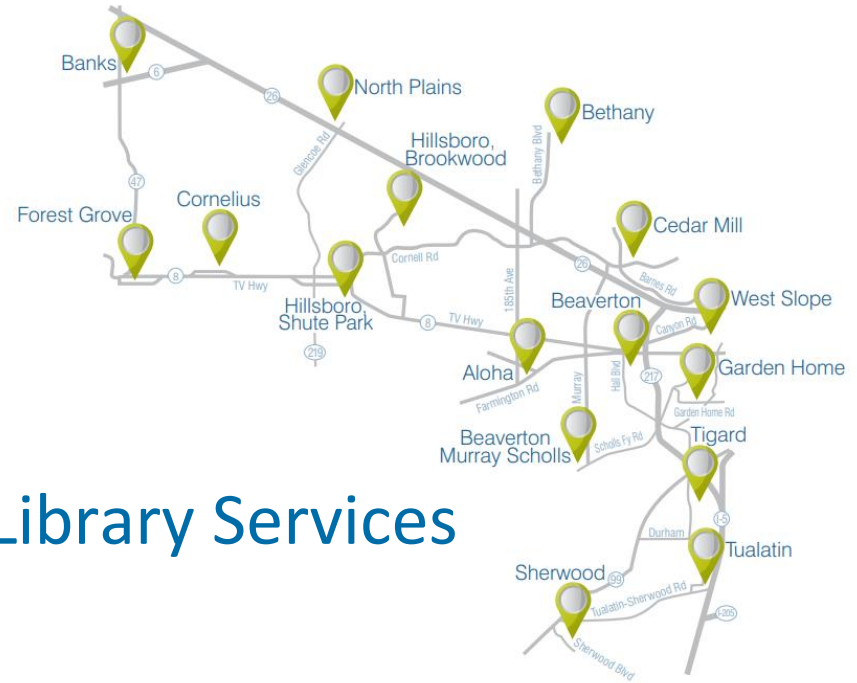 Banks
6
North Plains
26
Bethany
Glencoe Rd
Hillsboro,
Brookwood
Bethany Blvd
47
Cornelius
Forest Grove
Cedar Mill
Cornell Rd
26
Barnes Rd
185th Ave
8
TV Hwy
Hillsboro,
Shute Park
Beaverton
West Slope
Canyon Rd
8
TV Hwy
219
Aloha
Farmington Rd
Murray
Hall Blvd
217
Garden Home
Garden Home Rd
Beaverton
Murray Scholls
Scholls Fy Rd
Tigard
Library Services
I-5
Durham
Tualatin
Sherwood
99
Tualatin-Sherwood Rd
I-205
Sherwood Blvd